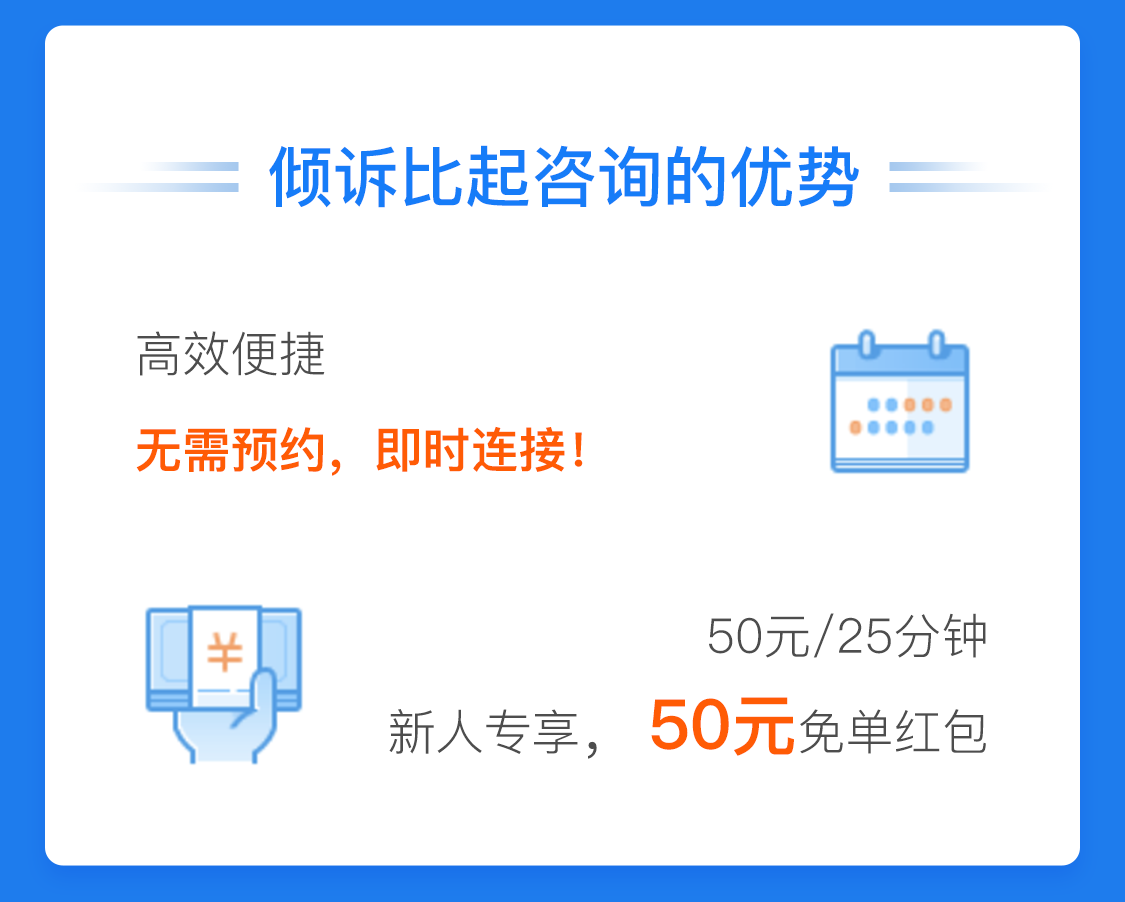 倾诉比起咨询的优势
高效便捷
无需预约，即时连接！
¥
50元/25分钟
新人专享，50元免单红包